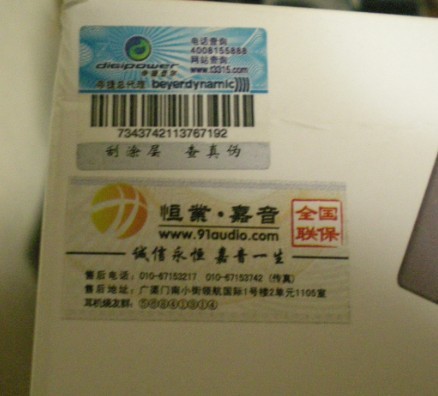 digipower
电话查询
4008155888
网站查询
www.t3315.com
中国总代理 beyerdynamic))))
7343742113767192
刮涂层 查真伪
恒业·嘉音
www.91audio.com
全国
联保
诚信永恒 嘉音一生
售后电话：010-67153217 010-67153742 (传真)
售后地址：广渠门南小街领航国际1号楼2单元1105室